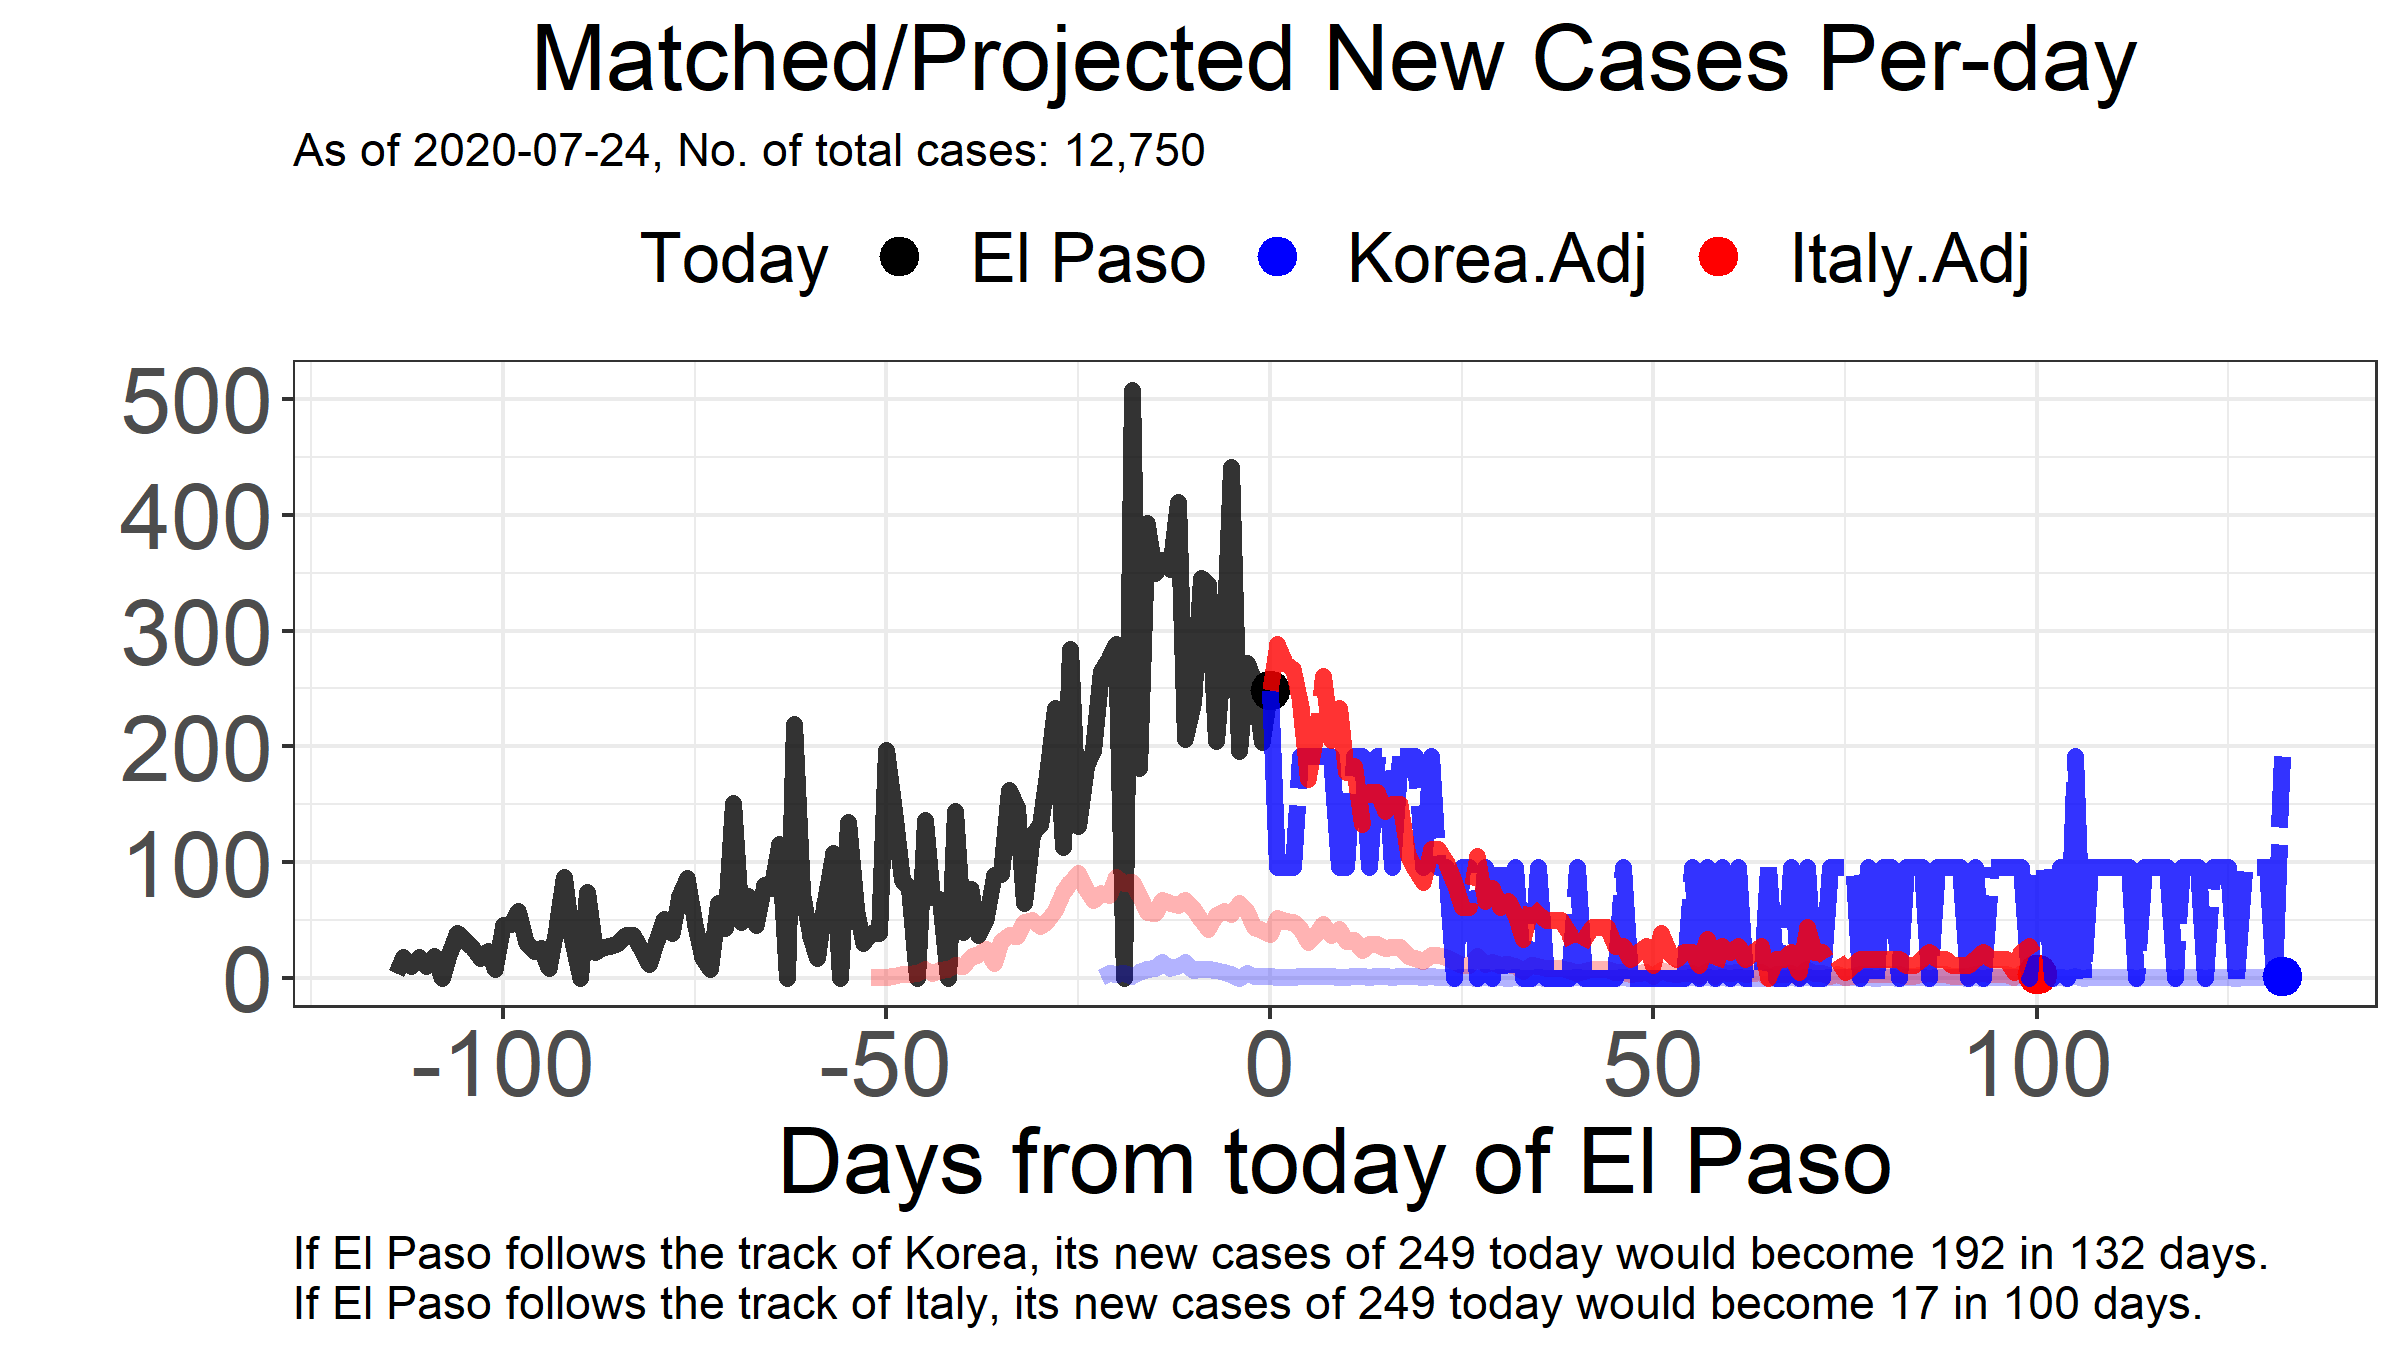 Matched/Projected New Cases Per-day
As of 2020-07-24, No. of total cases: 12,750
Today El Paso Korea.Adj Italy.Adj
500
400
300
200
100
0
-100 -50 0 50 100
Days from today of El Paso
If El Paso follows the track of Korea, its new cases of 249 today would become 192 in 132 days.
If El Paso follows the track of Italy, its new cases of 249 today would become 17 in 100 days.